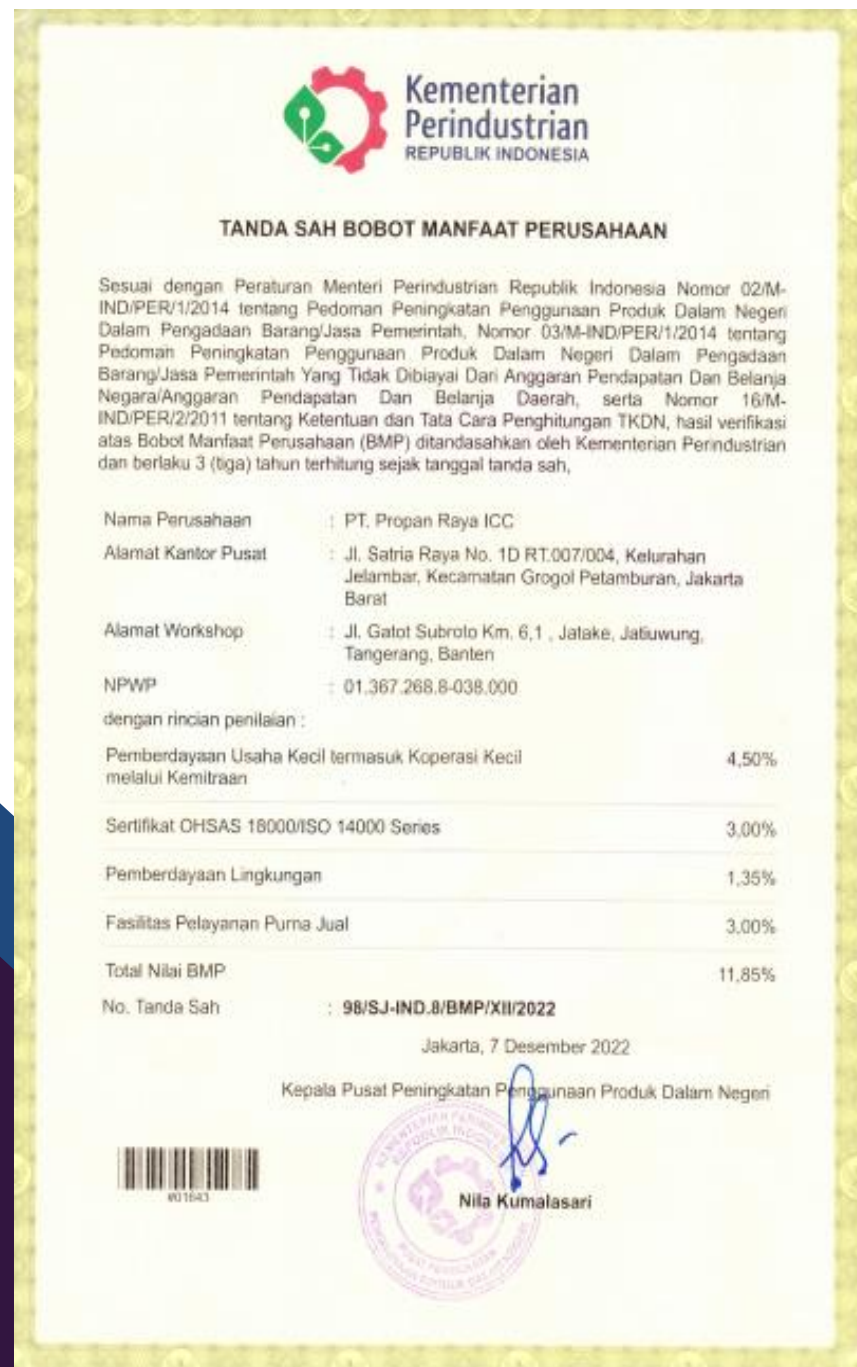 Kementerian
Perindustrian
REPUBLIK INDONESIA
TANDA SAH BOBOT MANFAAT PERUSAHAAN
Sesuai dengan Peraturan Menteri Perindustrian Republik Indonesia Nomor 02/M-
IND/PER/1/2014 tentang Pedoman Peningkatan Penggunaan Produk Dalam Negeri
Dalam Pengadaan Barang/Jasa Pemerintah, Nomor 03/M-IND/PER/1/2014 tentang
Pedoman Peningkatan Penggunaan Produk Dalam Negeri Dalam Pengadaan
Barang/Jasa Pemerintah Yang Tidak Dibiayai Dari Anggaran Pendapatan Dan Belanja
Negara/Anggaran Pendapatan Dan Belanja Daerah, serta Nomor 16/M-
IND/PER/2/2011 tentang Ketentuan dan Tata Cara Penghitungan TKDN, hasil verifikasi
atas Bobot Manfaat Perusahaan (BMP) ditandasahkan oleh Kementerian Perindustrian
dan berlaku 3 (tiga) tahun terhitung sejak tanggal tanda sah,
Nama Perusahaan : PT. Propan Raya ICC
Alamat Kantor Pusat : Jl. Satria Raya No. 1D RT.007/004, Kelurahan
Jelambar, Kecamatan Grogol Petamburan, Jakarta
Barat
Alamat Workshop : Jl. Gatot Subroto Km. 6,1 , Jatake, Jatiuwung,
Tangerang, Banten
NPWP : 01.367.268.8-038.000
dengan rincian penilaian :
Pemberdayaan Usaha Kecil termasuk Koperasi Kecil 4,50%
melalui Kemitraan
Sertifikat OHSAS 18000/ISO 14000 Series 3,00%
Pemberdayaan Lingkungan 1,35%
Fasilitas Pelayanan Purna Jual 3,00%
Total Nilai BMP 11,85%
No. Tanda Sah : 98/SJ-IND.8/BMP/XII/2022
Jakarta, 7 Desember 2022
Kepala Pusat Peningkatan Penggunaan Produk Dalam Negeri
#01643
Nila Kumalasari